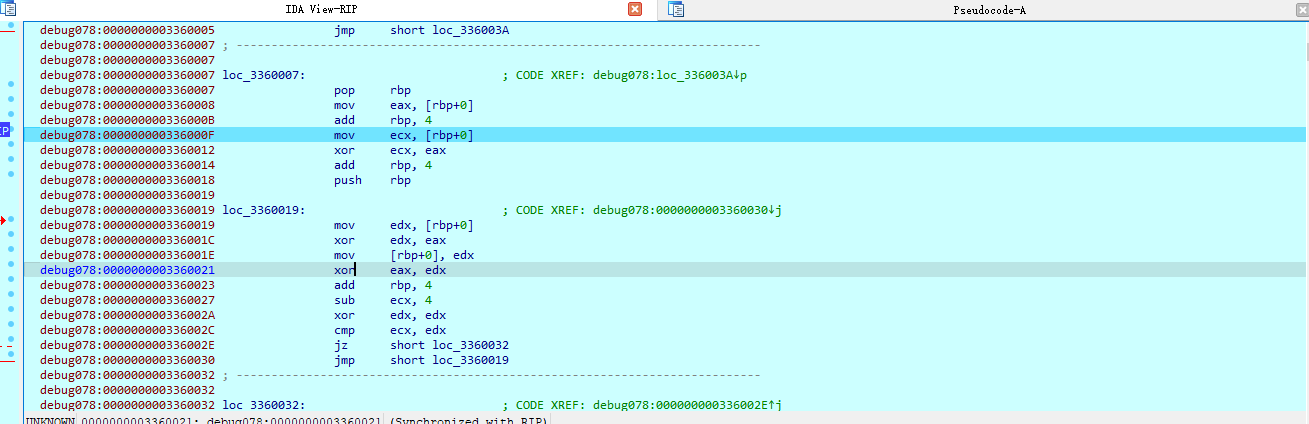 IDA View-RIP Pseudocode-A
debug078:0000000003360005 jmp short loc_336003A
debug078:0000000003360007 ; ---------------------------------------------------------------------------
debug078:0000000003360007
debug078:0000000003360007 loc_3360007: ; CODE XREF: debug078:loc_336003A↓p
debug078:0000000003360007 pop rbp
debug078:0000000003360008 mov eax, [rbp+0]
debug078:000000000336000B add rbp, 4
IP debug078:000000000336000F mov ecx, [rbp+0]
debug078:0000000003360012 xor ecx, eax
debug078:0000000003360014 add rbp, 4
debug078:0000000003360018 push rbp
debug078:0000000003360019
debug078:0000000003360019 loc_3360019: ; CODE XREF: debug078:0000000003360030↓j
debug078:0000000003360019 mov edx, [rbp+0]
debug078:000000000336001C xor edx, eax
debug078:000000000336001E mov [rbp+0], edx
debug078:0000000003360021 xor eax, edx
debug078:0000000003360023 add rbp, 4
debug078:0000000003360027 sub ecx, 4
debug078:000000000336002A xor edx, edx
debug078:000000000336002C cmp ecx, edx
debug078:000000000336002E jz short loc_3360032
debug078:0000000003360030 jmp short loc_3360019
debug078:0000000003360032 ; ---------------------------------------------------------------------------
debug078:0000000003360032
debug078:0000000003360032 loc_3360032: ; CODE XREF: debug078:000000000336002E↑j
UNKNOWN 0000000003360021: debug078:0000000003360021 (Synchronized with RIP)